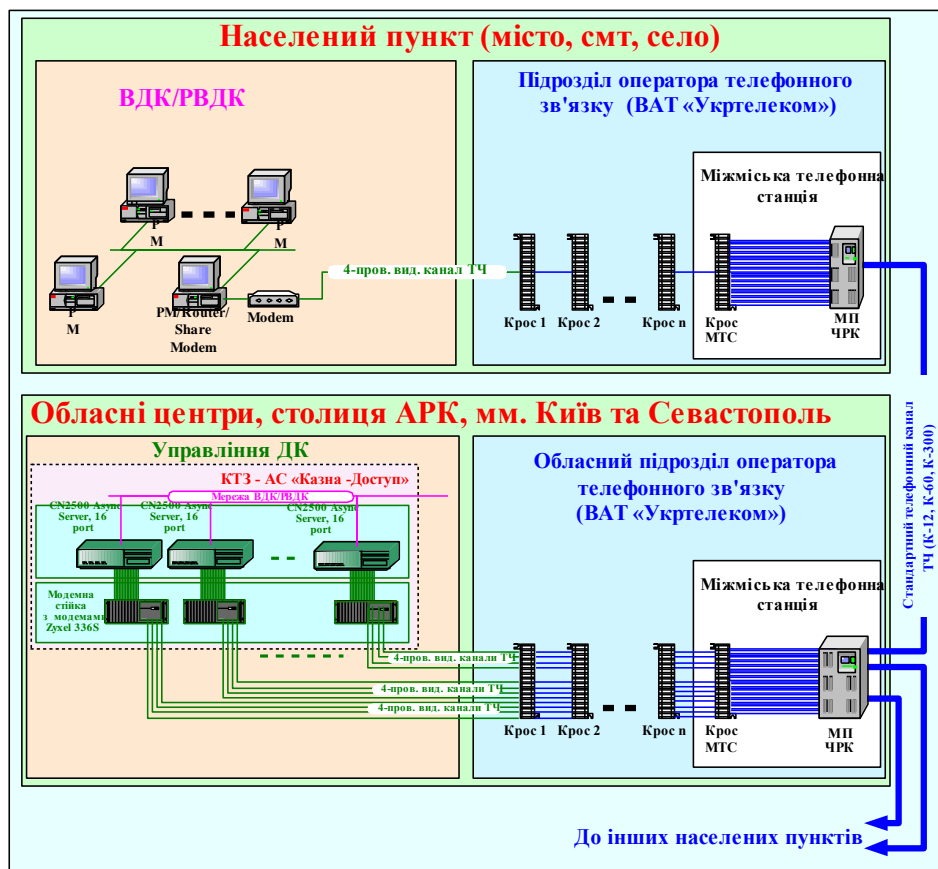 Населений пункт (місто, смт, село)
ВДК/РВДК
Р
М
Р
М
Р
М
РМ/Router/
Share
Modem
Modem
4-пров. вид. канал ТЧ
Підрозділ оператора телефонного
зв'язку (ВАТ «Укртелеком»)
Міжміська телефонна
станція
Крос 1
Крос 2
Крос n
Крос
МТС
МП
ЧРК
Стандартний телефонний канал
ТЧ (К-12, К-60, К-300)
Обласні центри, столиця АРК, мм. Київ та Севастополь
Управління ДК
КТЗ - АС «Казна -Доступ»
Мережа ВДК/РВДК
CN2500 Async
Server, 16
port
CN2500 Async
Server, 16
port
CN2500 Async
Server, 16
port
Модемна
стійка
з модемами
Zyxel 336S
4-пров. вид. канали ТЧ
4-пров. вид. канали ТЧ
4-пров. вид. канали ТЧ
Обласний підрозділ оператора
телефонного зв'язку
(ВАТ «Укртелеком»)
Міжміська телефонна
станція
Крос 1
Крос 2
Крос n
Крос
МТС
МП
ЧРК
До інших населених пунктів